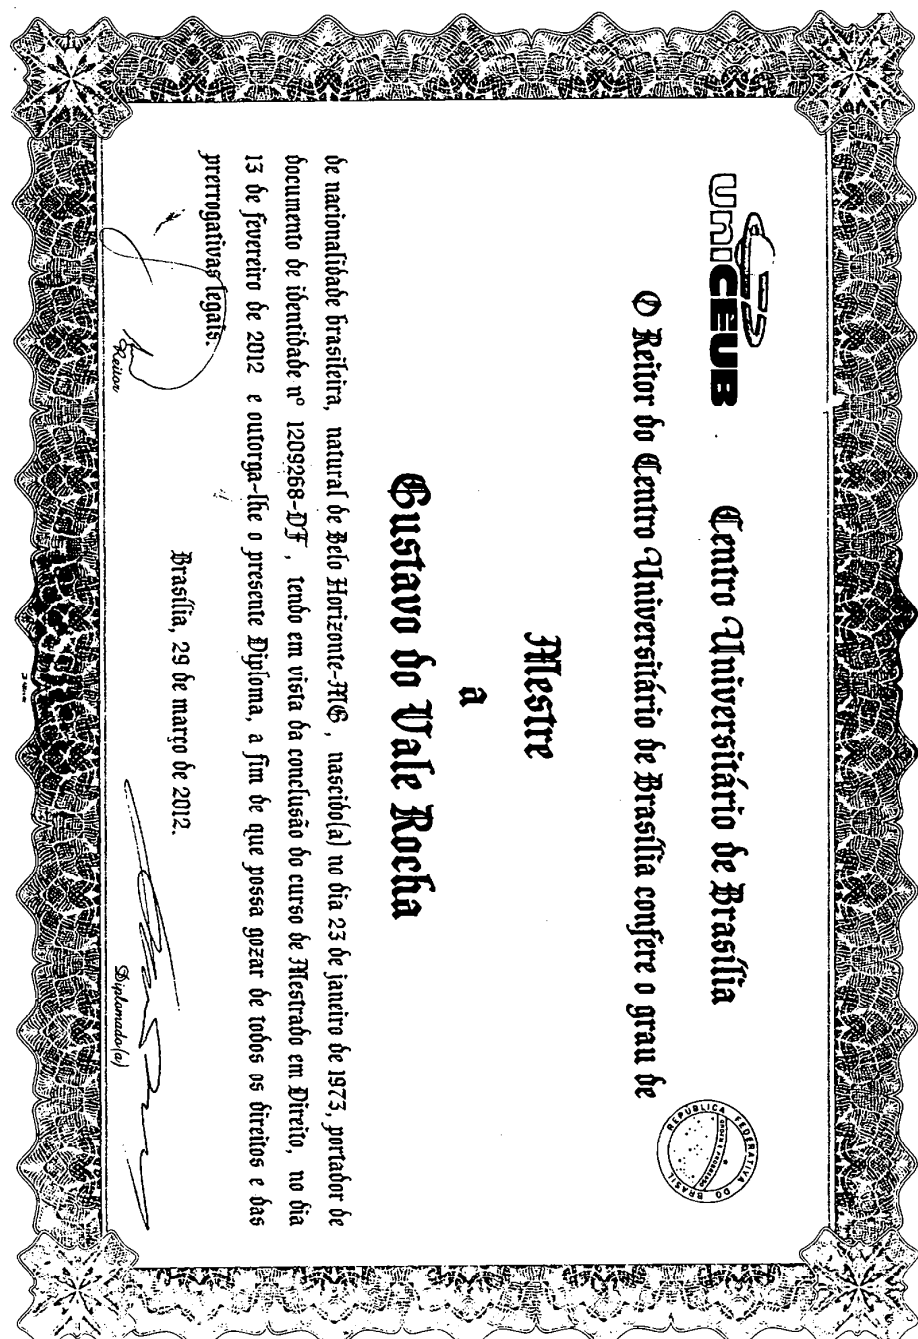 uniCEUB
Centro Universitário de Brasília
REPUBLICA FEDERATIVA DO BRASIL
ORDEM E PROGRESSO
O Reitor do Centro Universitário de Brasília confere o grau de
Mestre
a
Gustavo do Vale Rocha
de nacionalidade brasileira, natural de Belo Horizonte-MG , nascido(a) no dia 23 de janeiro de 1973, portador de
documento de identidade nº 1209268-DF , tendo em vista da conclusão do curso de Mestrado em Direito, no dia
13 de fevereiro de 2012 e outorga-lhe o presente Diploma, a fim de que possa gozar de todos os direitos e das
prerrogativas legais.
Brasília, 29 de março de 2012.
Reitor
Diplomado(a)